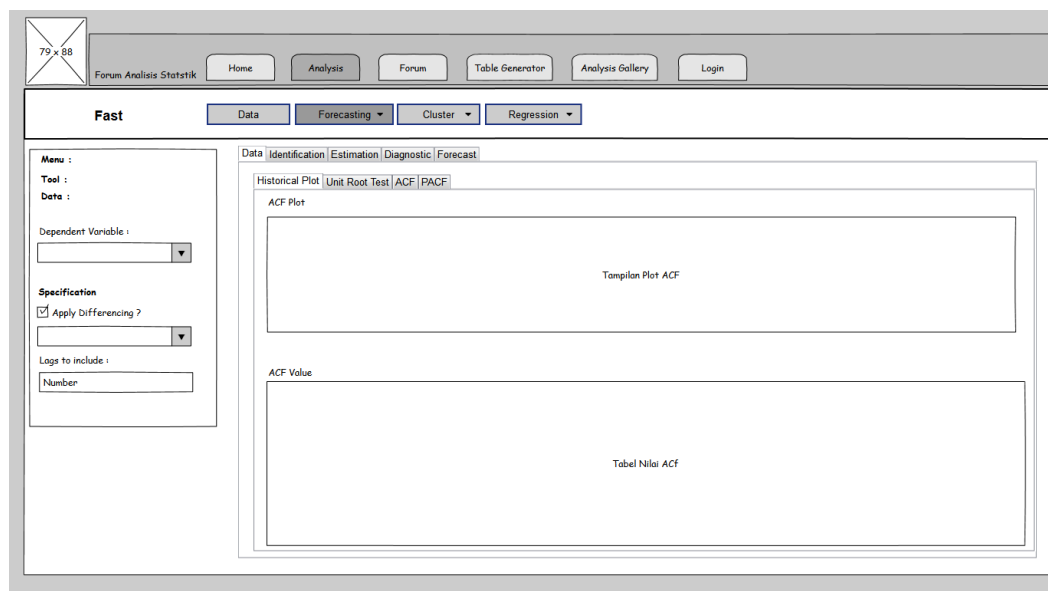 79 x 88
Forum Analisis Statstik
Home
Analysis
Forum
Table Generator
Analysis Gallery
Login
Fast
Data
Forecasting
Cluster
Regression
Menu :
Tool :
Data :
Dependent Variable :
Specification
Apply Differencing ?
Lags to include :
Number
Data Identification Estimation Diagnostic Forecast
Historical Plot Unit Root Test ACF PACF
ACF Plot
Tampilan Plot ACF
ACF Value
Tabel Nilai ACf